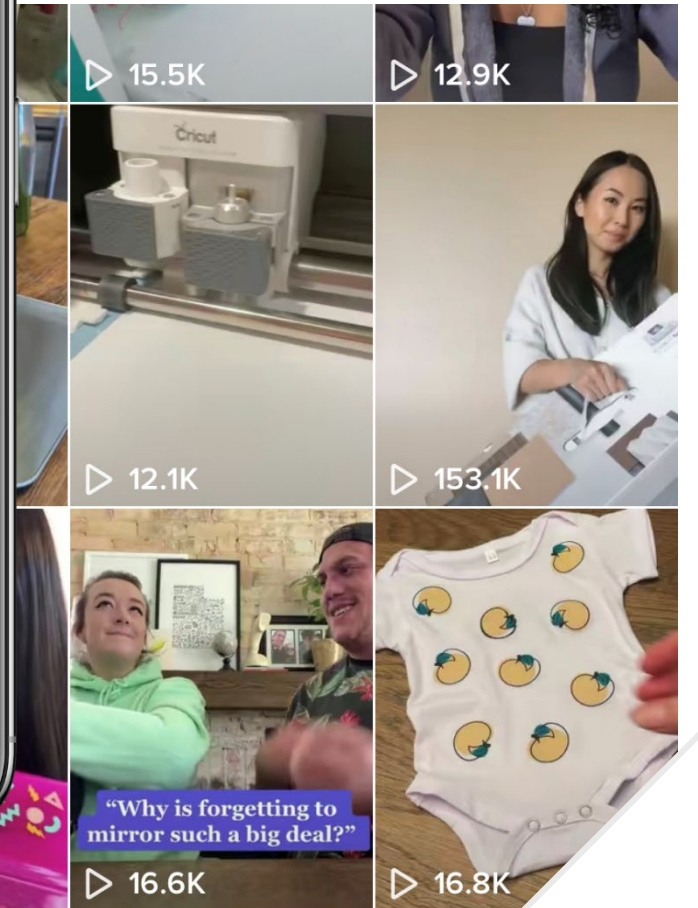 15.5K
12.9K
Cricut
12.1K
153.1K
“Why is forgetting to
mirror such a big deal?”
16.6K
16.8K